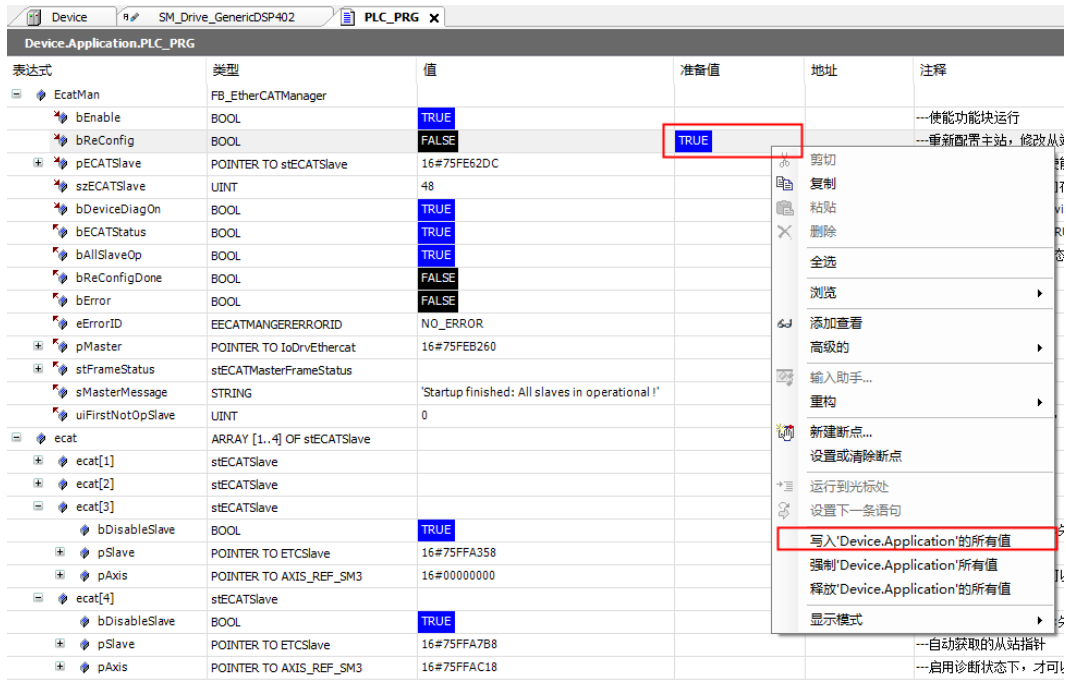 Device SM_Drive_GenericDSP402 PLC_PRG
Device.Application.PLC_PRG
表达式 类型 值 准备值 地址 注释
EcatMan FB_EtherCATManager
bEnable BOOL TRUE ---使能功能块运行
bReConfig BOOL FALSE TRUE ---重新配置主站，修改从
pECATSlave POINTER TO stECATSlave 16#75FE62DC
szECATSlave UINT 48
bDeviceDiagOn BOOL TRUE
bECATStatus BOOL TRUE
bAllSlaveOp BOOL TRUE
bReConfigDone BOOL FALSE
bError BOOL FALSE
eErrorID EECATMANGERERRORID NO_ERROR
pMaster POINTER TO IoDrvEthercat 16#75FEB260
stFrameStatus stECATMasterFrameStatus
sMasterMessage STRING 'Startup finished: All slaves in operational !'
uiFirstNotOpSlave UINT 0
ecat ARRAY [1..4] OF stECATSlave
ecat[1] stECATSlave
ecat[2] stECATSlave
ecat[3] stECATSlave
bDisableSlave BOOL TRUE
pSlave POINTER TO ETCSlave 16#75FFA358
pAxis POINTER TO AXIS_REF_SM3 16#00000000
ecat[4] stECATSlave
bDisableSlave BOOL TRUE
pSlave POINTER TO ETCSlave 16#75FFA7B8 ---自动获取的从站指针
pAxis POINTER TO AXIS_REF_SM3 16#75FFAC18 ---启用诊断状态下，才可
剪切
复制
粘贴
删除
全选
浏览
添加查看
高级的
输入助手...
重构
新建断点...
设置或清除断点
运行到光标处
设置下一条语句
写入'Device.Application'的所有值
强制'Device.Application'所有值
释放'Device.Application'的所有值
显示模式